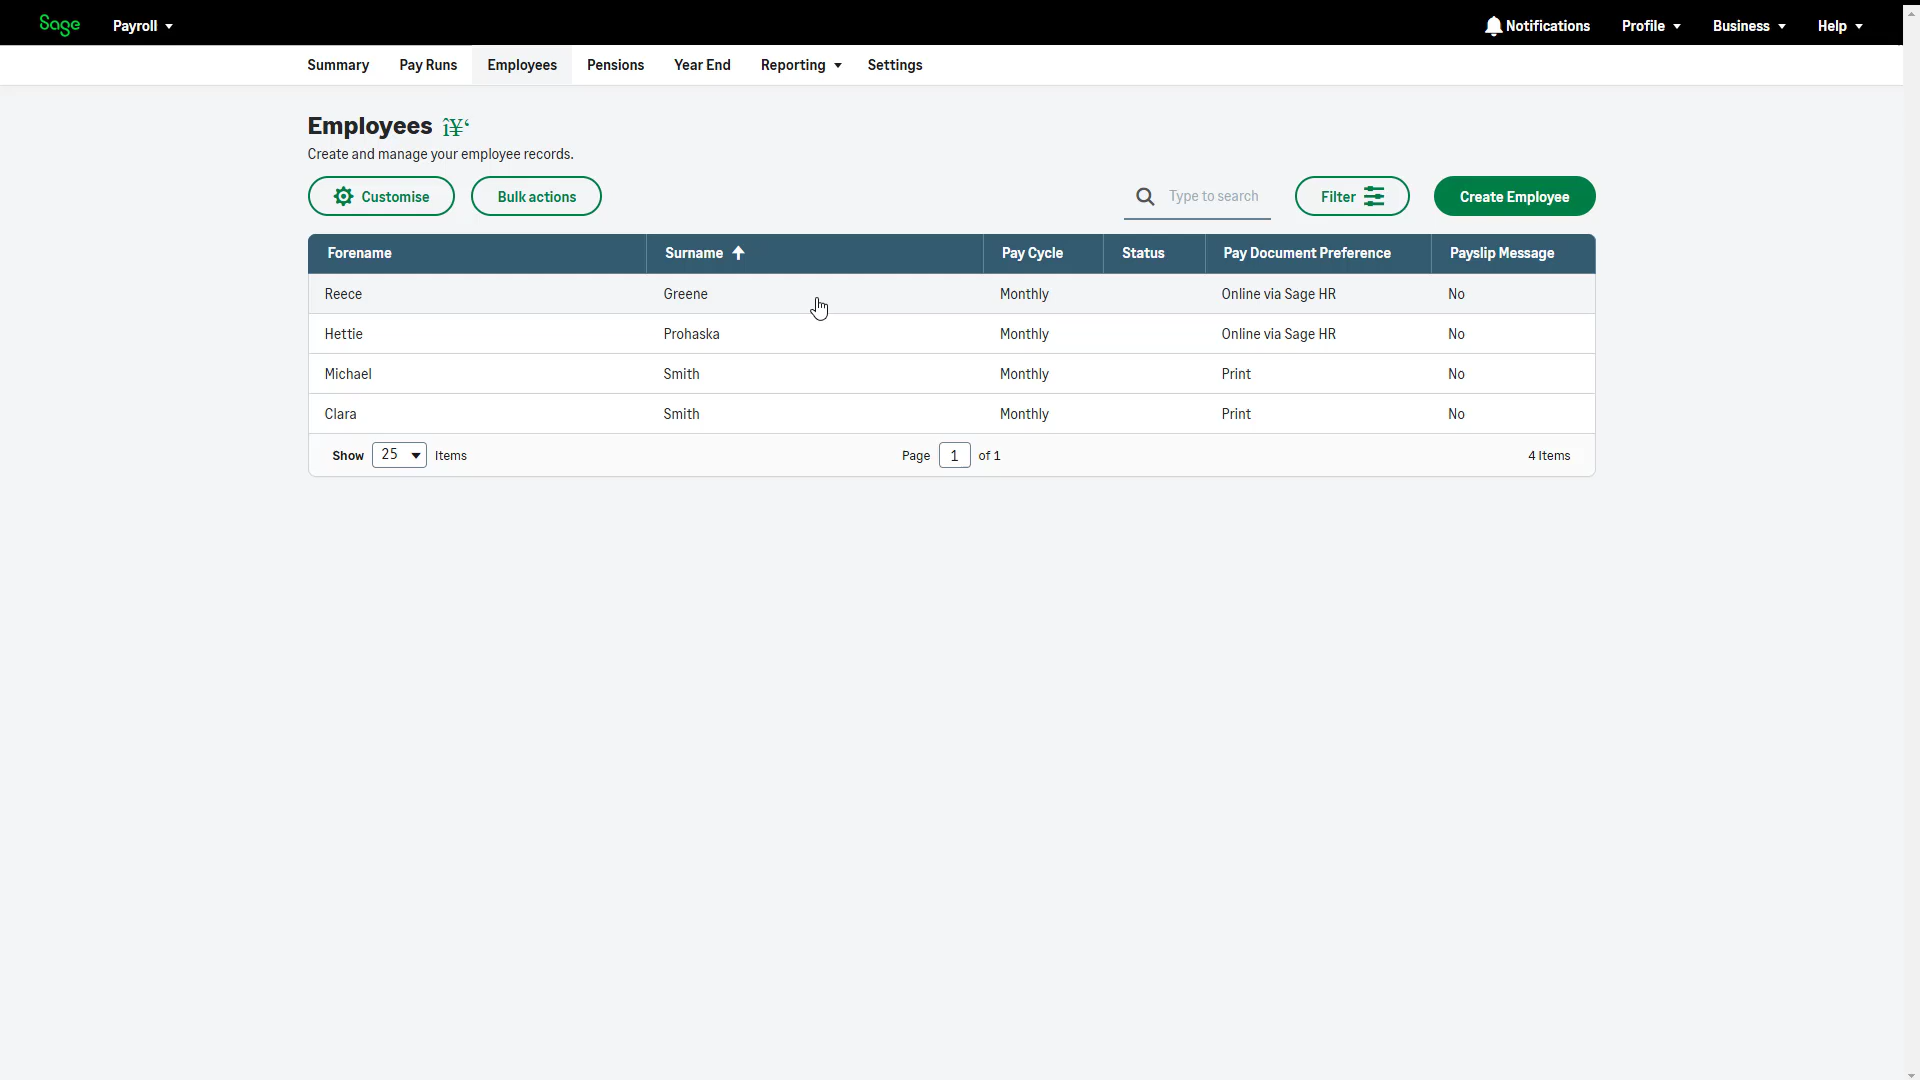 Sage Payroll Notifications Profile Business Help
Summary Pay Runs Employees Pensions Year End Reporting Settings
Employees î¥‘
Create and manage your employee records.
Customise Bulk actions Type to search Filter Create Employee
Forename Surname Pay Cycle Status Pay Document Preference Payslip Message
Reece Greene Monthly Online via Sage HR No
Hettie Prohaska Monthly Online via Sage HR No
Michael Smith Monthly Print No
Clara Smith Monthly Print No
Show 25 Items Page 1 of 1 4 Items